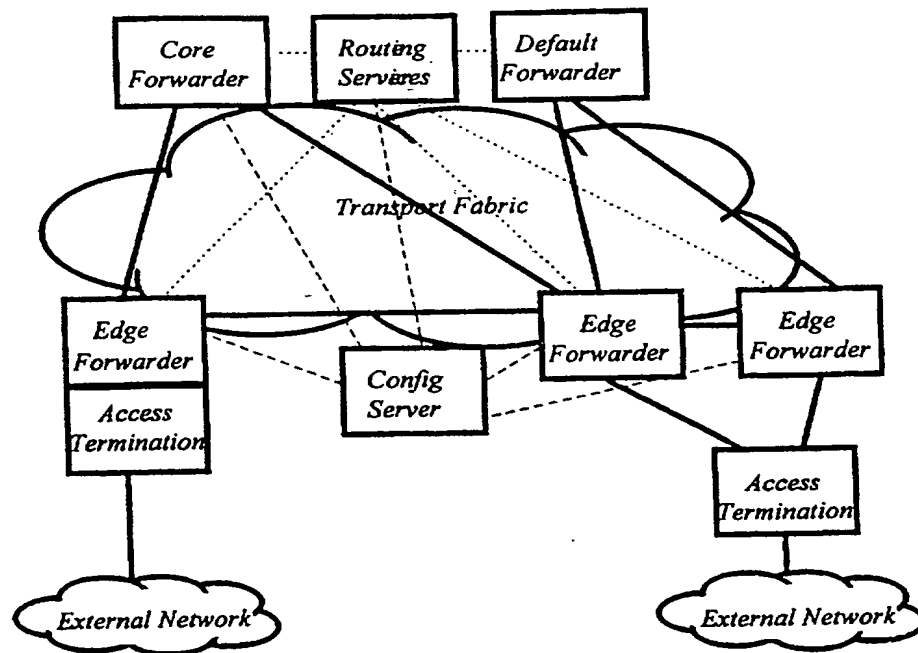 Core
Forwarder
Routing
Services
Default
Forwarder
Transport Fabric
Edge
Forwarder
Edge
Forwarder
Edge
Forwarder
Config
Server
Access
Termination
Access
Termination
External Network
External Network